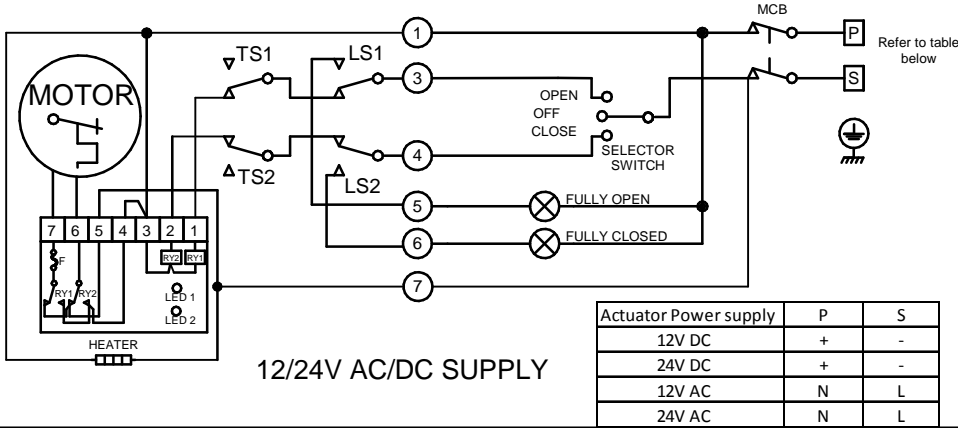 MCB
1
P
Refer to table
below
TS1
LS1
3
S
MOTOR
OPEN
OFF
CLOSE
SELECTOR
SWITCH
4
TS2
LS2
5
FULLY OPEN
6
FULLY CLOSED
7 6 5 4 3 2 1
F
RY2 RY1
RY1 RY2
LED 1
LED 2
7
HEATER
12/24V AC/DC SUPPLY
Actuator Power supply P S
12V DC + -
24V DC + -
12V AC N L
24V AC N L